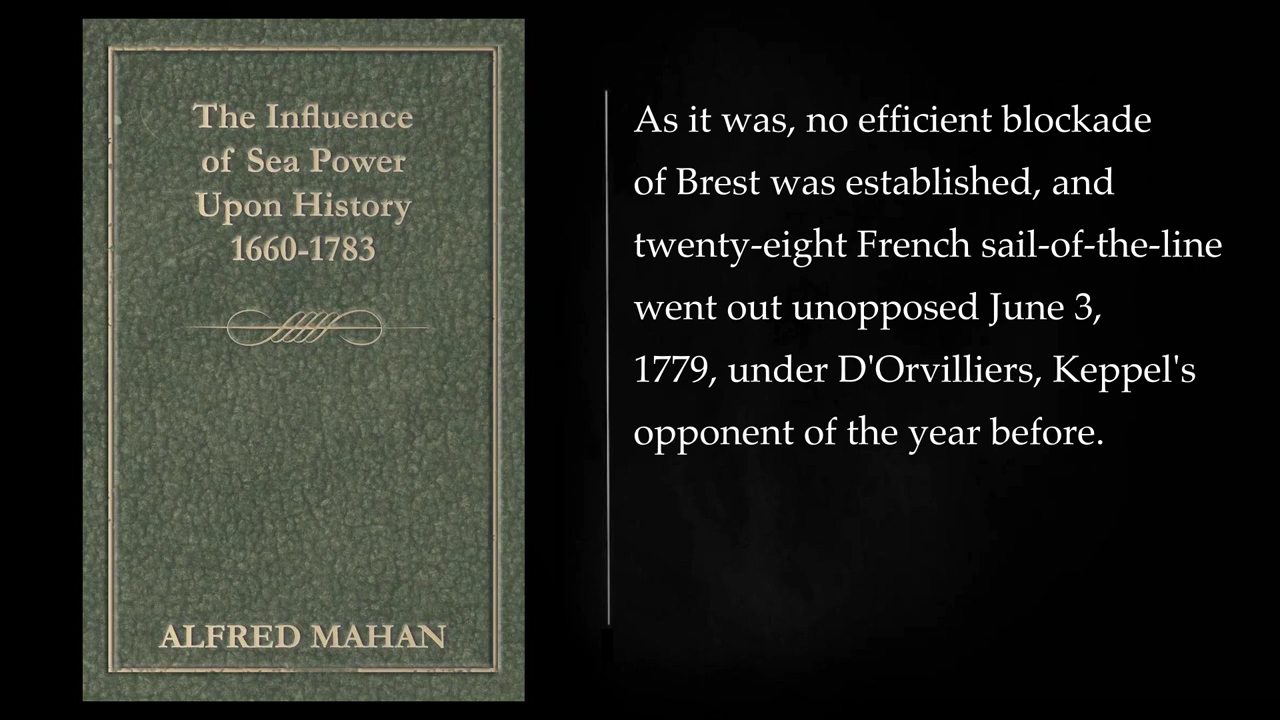 The Influence
of Sea Power
Upon History
1660-1783
ALFRED MAHAN
As it was, no efficient blockade
of Brest was established, and
twenty-eight French sail-of-the-line
went out unopposed June 3,
1779, under D'Orvilliers, Keppel's
opponent of the year before.